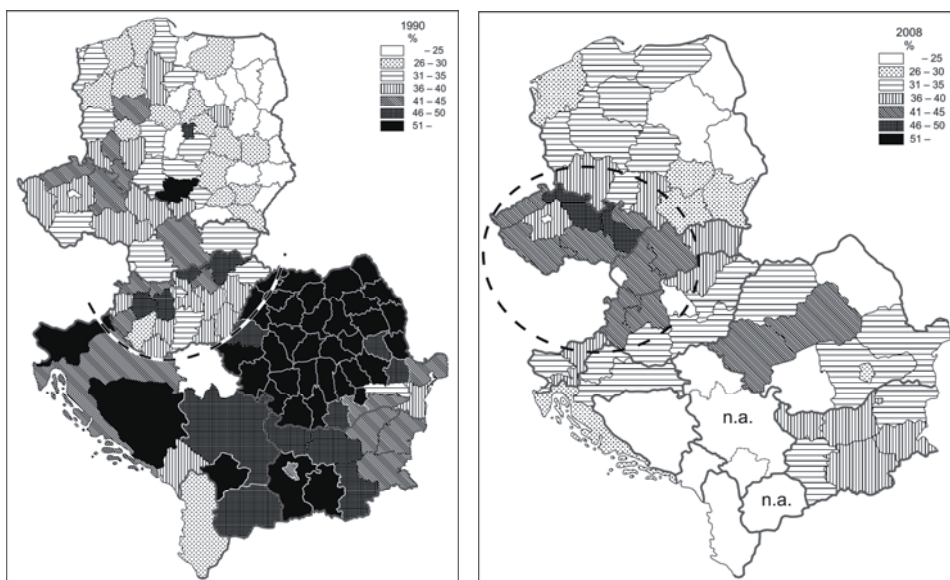 1990
%
– 25
26 – 30
31 – 35
36 – 40
41 – 45
46 – 50
51 –
2008
%
– 25
26 – 30
31 – 35
36 – 40
41 – 45
46 – 50
51 –
n.a.
n.a.